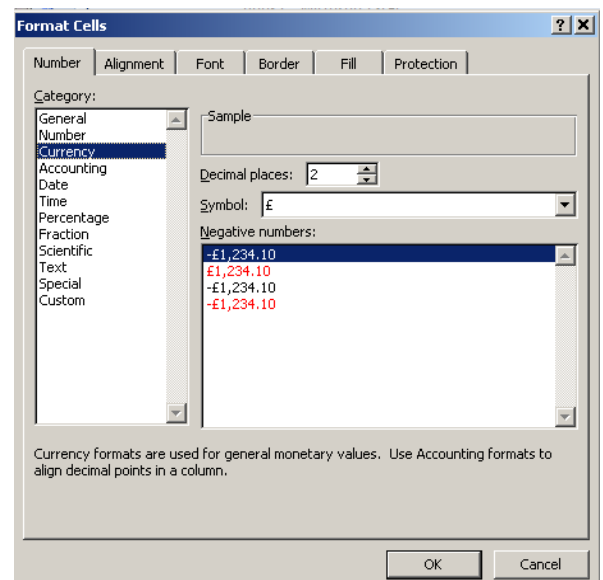 Format Cells
Number Alignment Font Border Fill Protection
Category:
General
Number
Currency
Accounting
Date
Time
Percentage
Fraction
Scientific
Text
Special
Custom
Sample
Decimal places: 2
Symbol: £
Negative numbers:
-£1,234.10
£1,234.10
-£1,234.10
-£1,234.10
Currency formats are used for general monetary values. Use Accounting formats to
align decimal points in a column.
OK Cancel